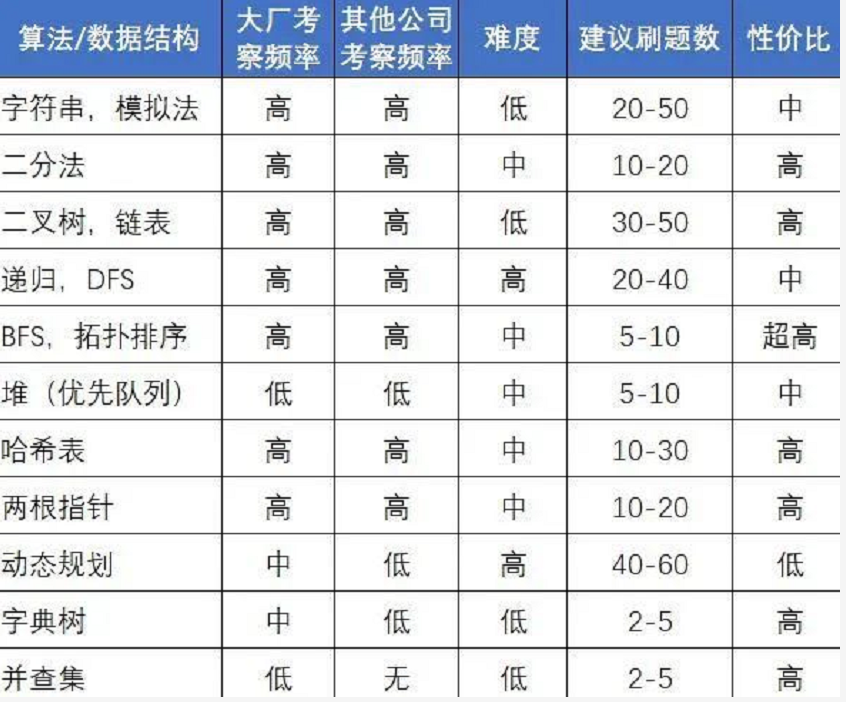 算法/数据结构 大厂考察频率 其他公司考察频率 难度 建议刷题数 性价比
字符串，模拟法 高 高 低 20-50 中
二分法 高 高 中 10-20 高
二叉树，链表 高 高 低 30-50 高
递归，DFS 高 高 高 20-40 中
BFS，拓扑排序 高 高 中 5-10 超高
堆（优先队列） 低 低 中 5-10 中
哈希表 高 高 中 10-30 高
两根指针 高 高 中 10-20 高
动态规划 中 低 高 40-60 低
字典树 中 低 低 2-5 高
并查集 低 无 低 2-5 高